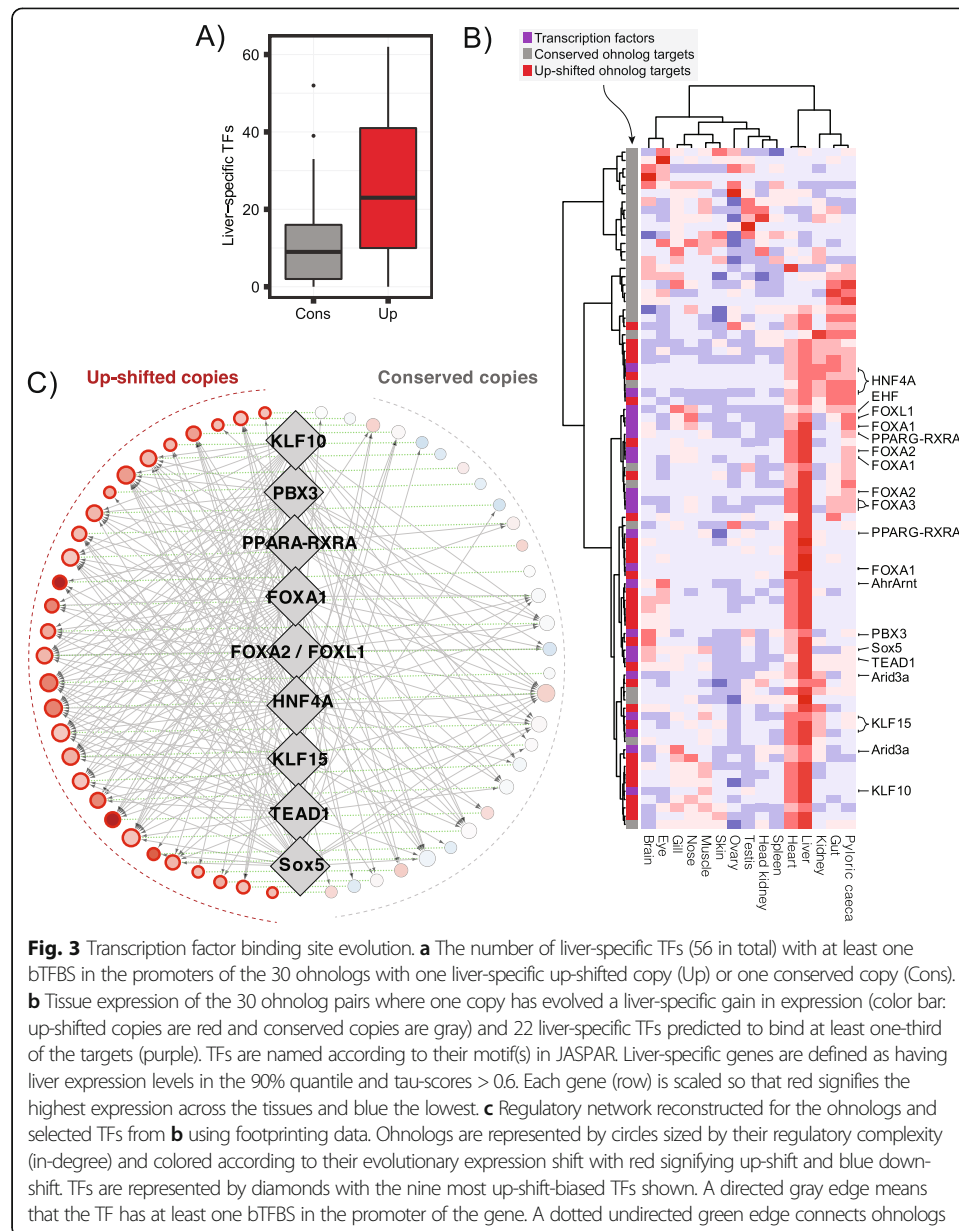 A)
60
40
20
0
Liver-specific TFs
Cons
Up
B)
Transcription factors
Conserved ohnolog targets
Up-shifted ohnolog targets
HNF4A
EHF
FOXL1
FOXA1
PPARG-RXRA
FOXA2
FOXA1
FOXA2
FOXA3
PPARG-RXRA
FOXA1
AhrArnt
PBX3
Sox5
TEAD1
Arid3a
KLF15
Arid3a
KLF10
Brain
Eye
Gill
Nose
Muscle
Skin
Ovary
Testis
Head kidney
Spleen
Heart
Liver
Kidney
Gut
Pyloric caeca
C)
Up-shifted copies
Conserved copies
KLF10
PBX3
PPARA-RXRA
FOXA1
FOXA2 / FOXL1
HNF4A
KLF15
TEAD1
Sox5
Fig. 3 Transcription factor binding site evolution. a The number of liver-specific TFs (56 in total) with at least one
bTFBS in the promoters of the 30 ohnologs with one liver-specific up-shifted copy (Up) or one conserved copy (Cons).
b Tissue expression of the 30 ohnolog pairs where one copy has evolved a liver-specific gain in expression (color bar:
up-shifted copies are red and conserved copies are gray) and 22 liver-specific TFs predicted to bind at least one-third
of the targets (purple). TFs are named according to their motif(s) in JASPAR. Liver-specific genes are defined as having
liver expression levels in the 90% quantile and tau-scores > 0.6. Each gene (row) is scaled so that red signifies the
highest expression across the tissues and blue the lowest. c Regulatory network reconstructed for the ohnologs and
selected TFs from b using footprinting data. Ohnologs are represented by circles sized by their regulatory complexity
(in-degree) and colored according to their evolutionary expression shift with red signifying up-shift and blue down-
shift. TFs are represented by diamonds with the nine most up-shift-biased TFs shown. A directed gray edge means
that the TF has at least one bTFBS in the promoter of the gene. A dotted undirected green edge connects ohnologs